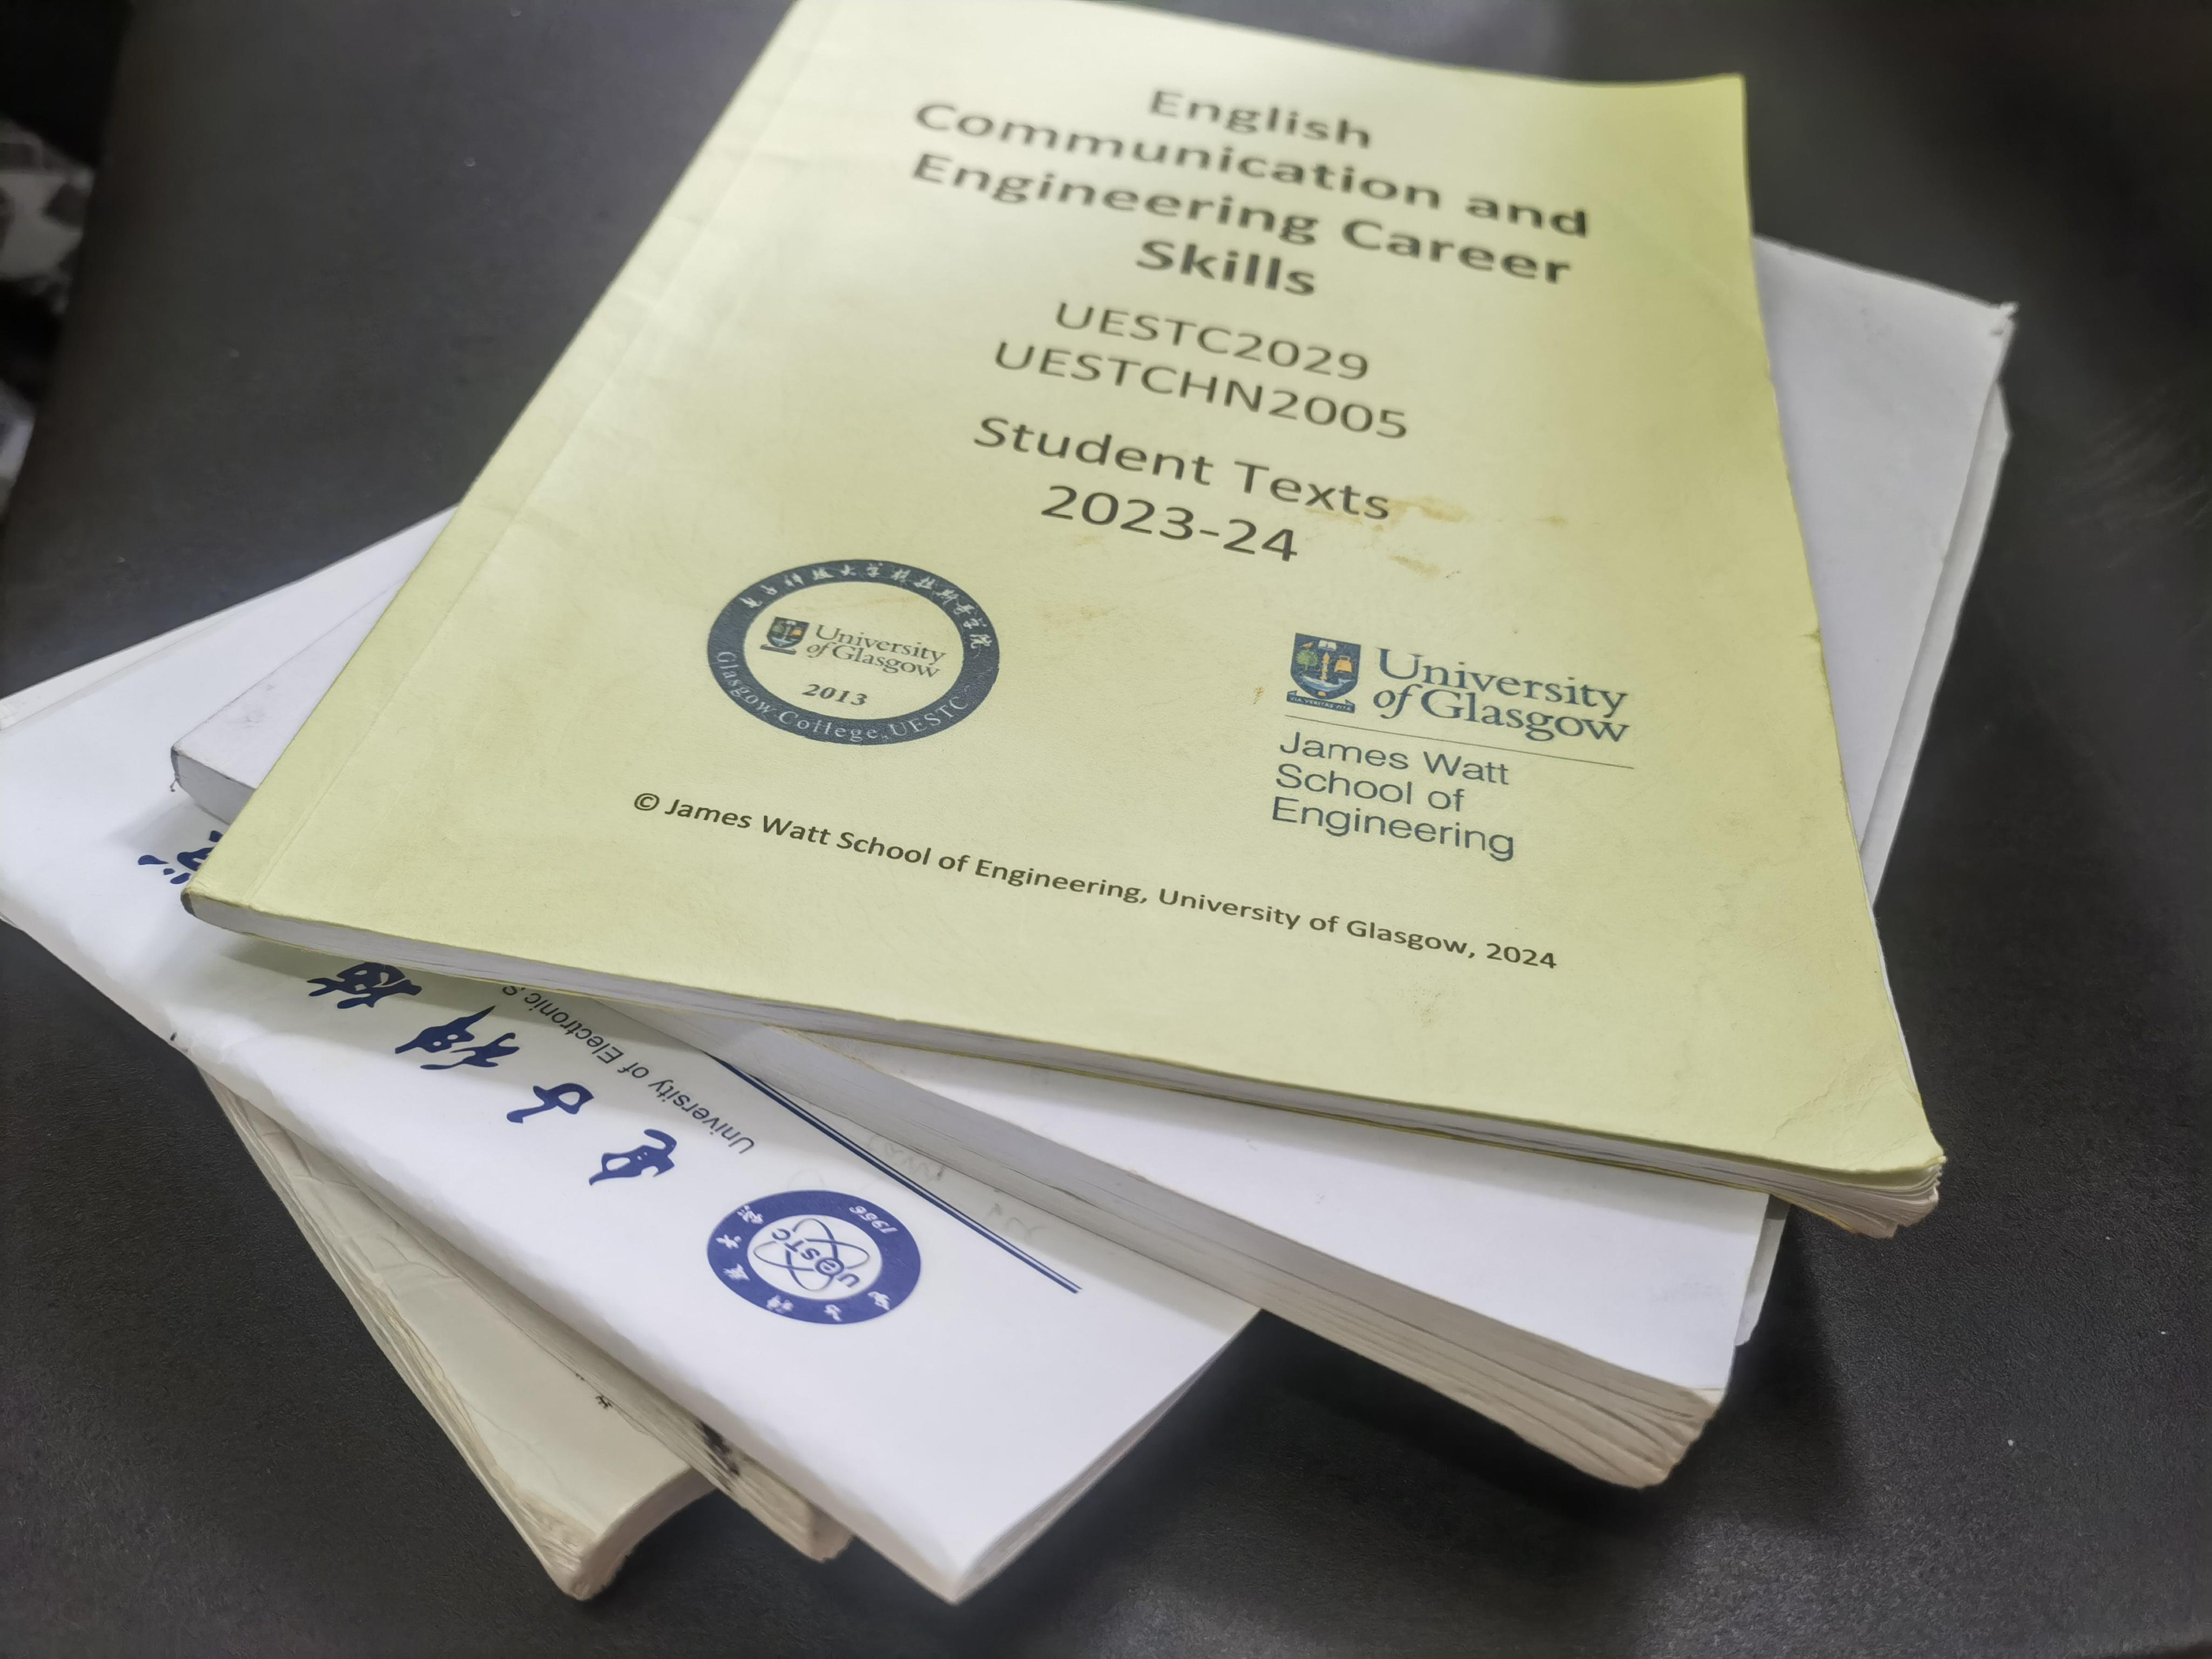 English
Communication and
Engineering Career
Skills
UESTC2029
UESTCHN2005
Student Texts
2023-24
电子科技大学格拉斯哥学院
University
of Glasgow
2013
Glasgow College, UESTC
University
of Glasgow
VIA VERITAS VITA
James Watt
School of
Engineering
© James Watt School of Engineering, University of Glasgow, 2024
电子科技
University of Electronic S
1956
UESTC
电子科技大学